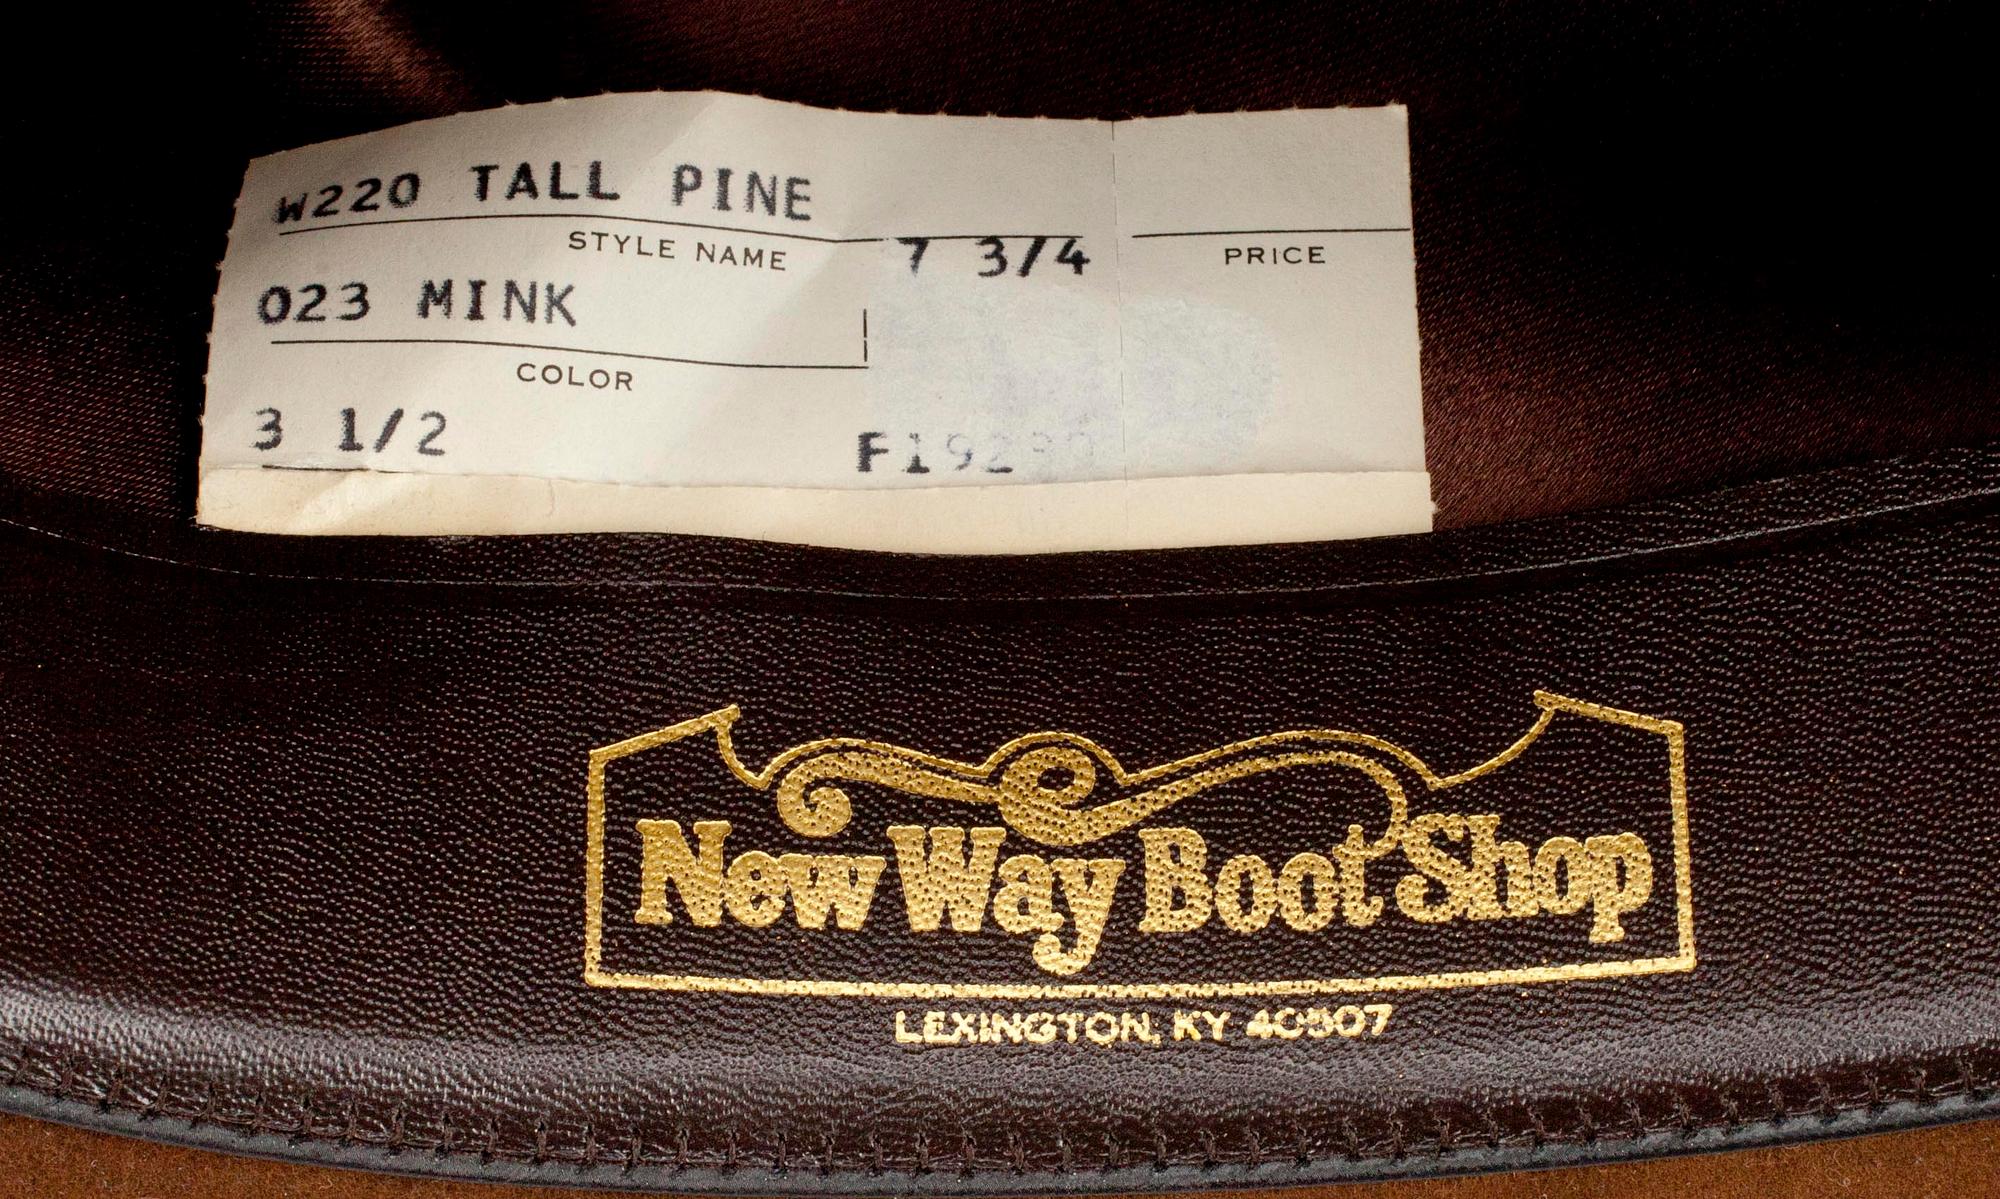 W220 TALL PINE
STYLE NAME
7 3/4
PRICE
023 MINK
COLOR
3 1/2
New Way Boot Shop
LEXINGTON, KY 40507